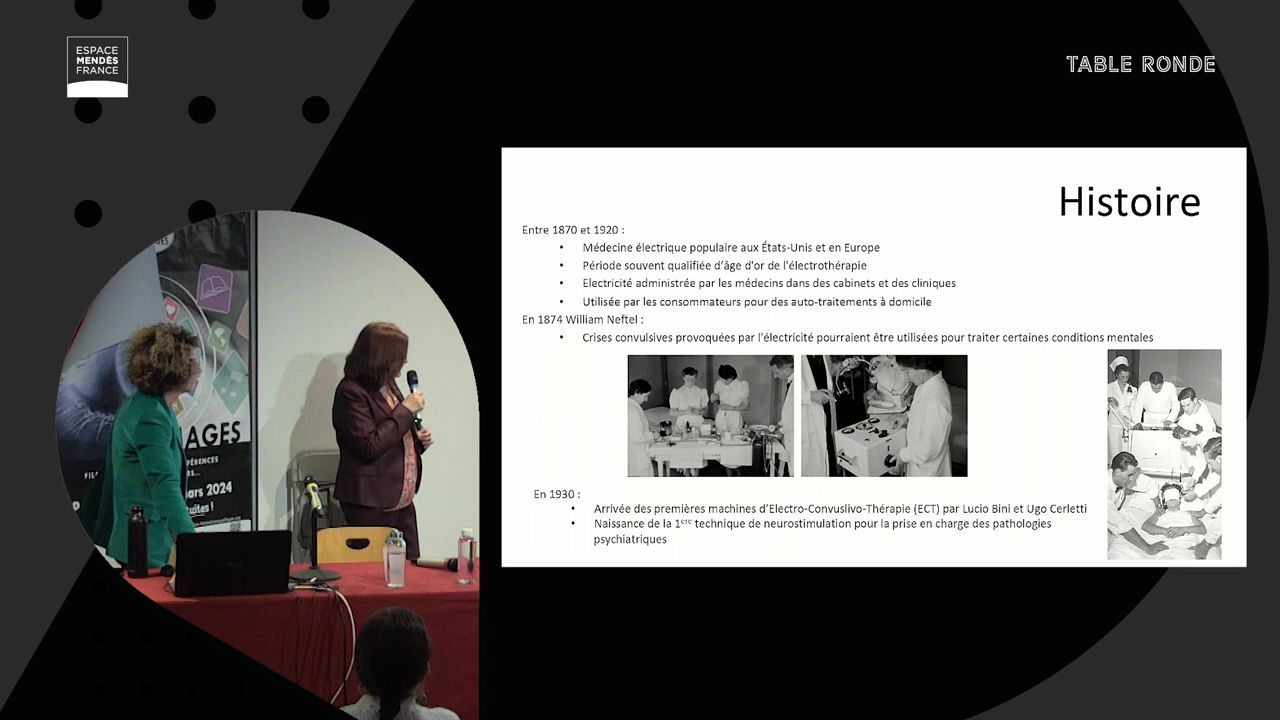 ESPACE
MENDÈS
FRANCE
TABLE RONDE
Histoire
Entre 1870 et 1920 :
• Médecine électrique populaire aux États-Unis et en Europe
• Période souvent qualifiée d'âge d'or de l'électrothérapie
• Electricité administrée par les médecins dans des cabinets et des cliniques
• Utilisée par les consommateurs pour des auto-traitements à domicile
En 1874 William Neftel :
• Crises convulsives provoquées par l'électricité pourraient être utilisées pour traiter certaines conditions mentales
En 1930 :
• Arrivée des premières machines d'Electro-Convuslivo-Thérapie (ECT) par Lucio Bini et Ugo Cerletti
• Naissance de la 1ère technique de neurostimulation pour la prise en charge des pathologies
psychiatriques
AGES
FÉRENCES
ars 2024
uites !